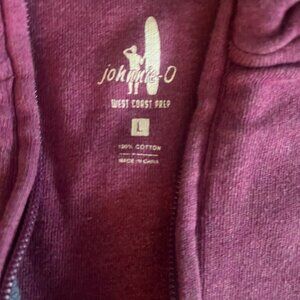 johnnie-O
WEST COAST PREP
L
100% COTTON
MADE IN CHINA